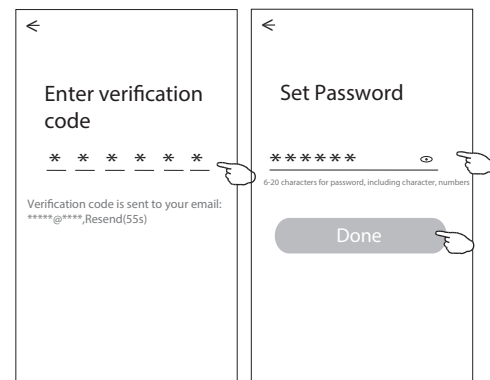 Enter verification
code
* * * * * *
Verification code is sent to your email:
*****@****,Resend(55s)
Set Password
******
6-20 characters for password, including character, numbers
Done